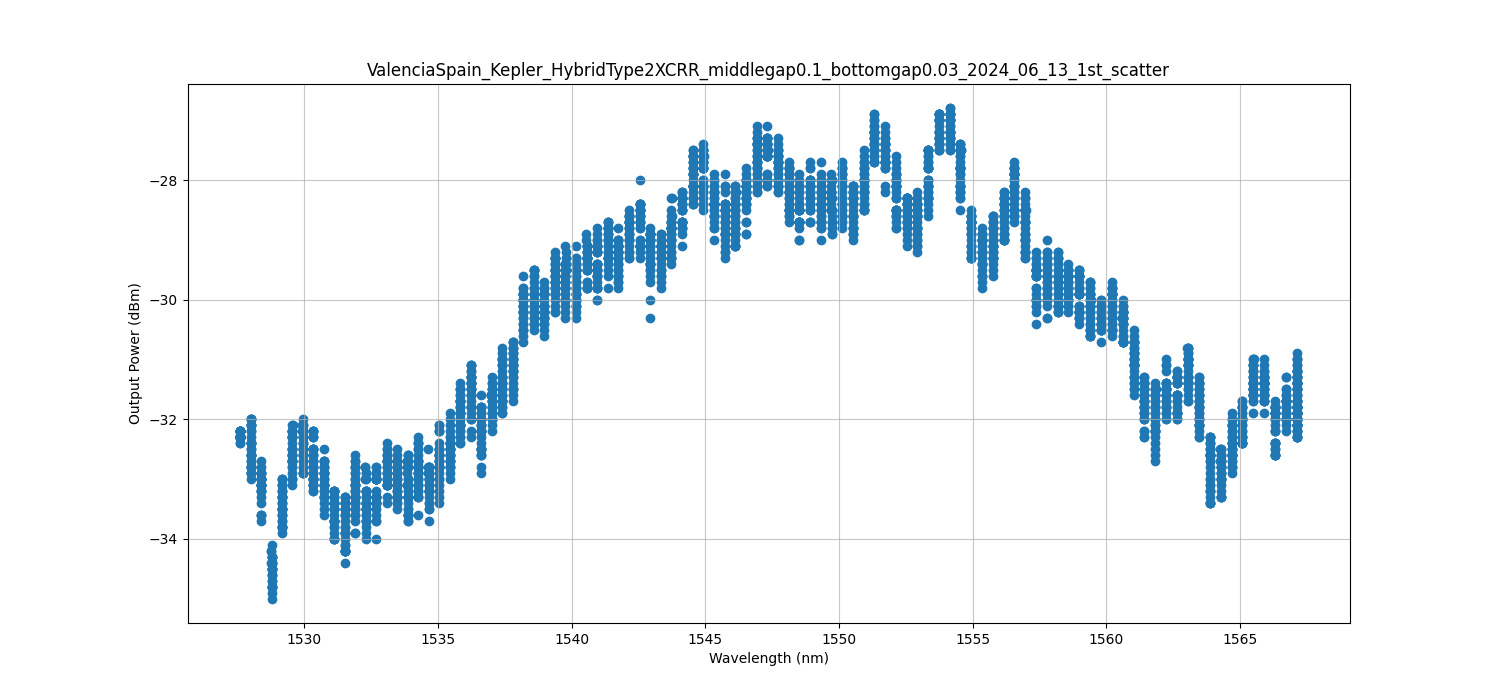 ValenciaSpain_Kepler_HybridType2XCRR_middlegap0.1_bottomgap0.03_2024_06_13_1st_scatter
Output Power (dBm)
−28
−30
−32
−34
1530 1535 1540 1545 1550 1555 1560 1565
Wavelength (nm)